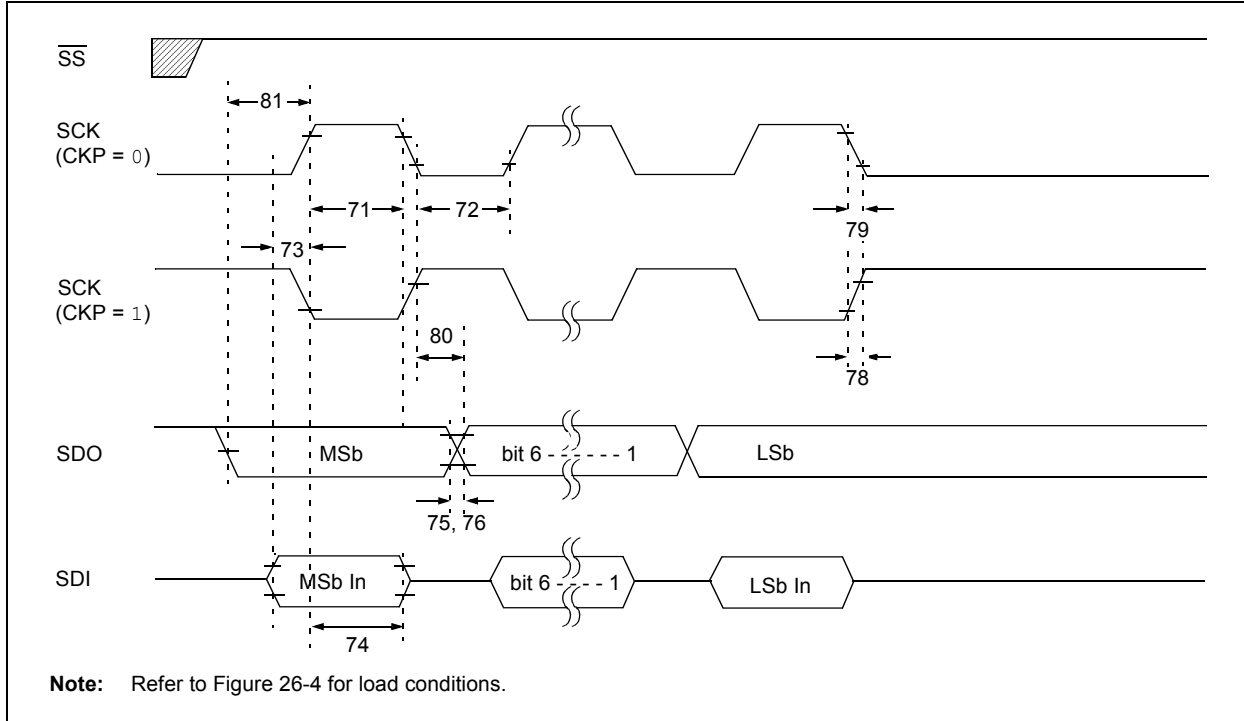 SS
81
SCK
(CKP = 0)
71
72
79
73
SCK
(CKP = 1)
80
78
SDO
MSb
bit 6 - - - - - - 1
LSb
75, 76
SDI
MSb In
bit 6 - - - - 1
LSb In
74
Note: Refer to Figure 26-4 for load conditions.